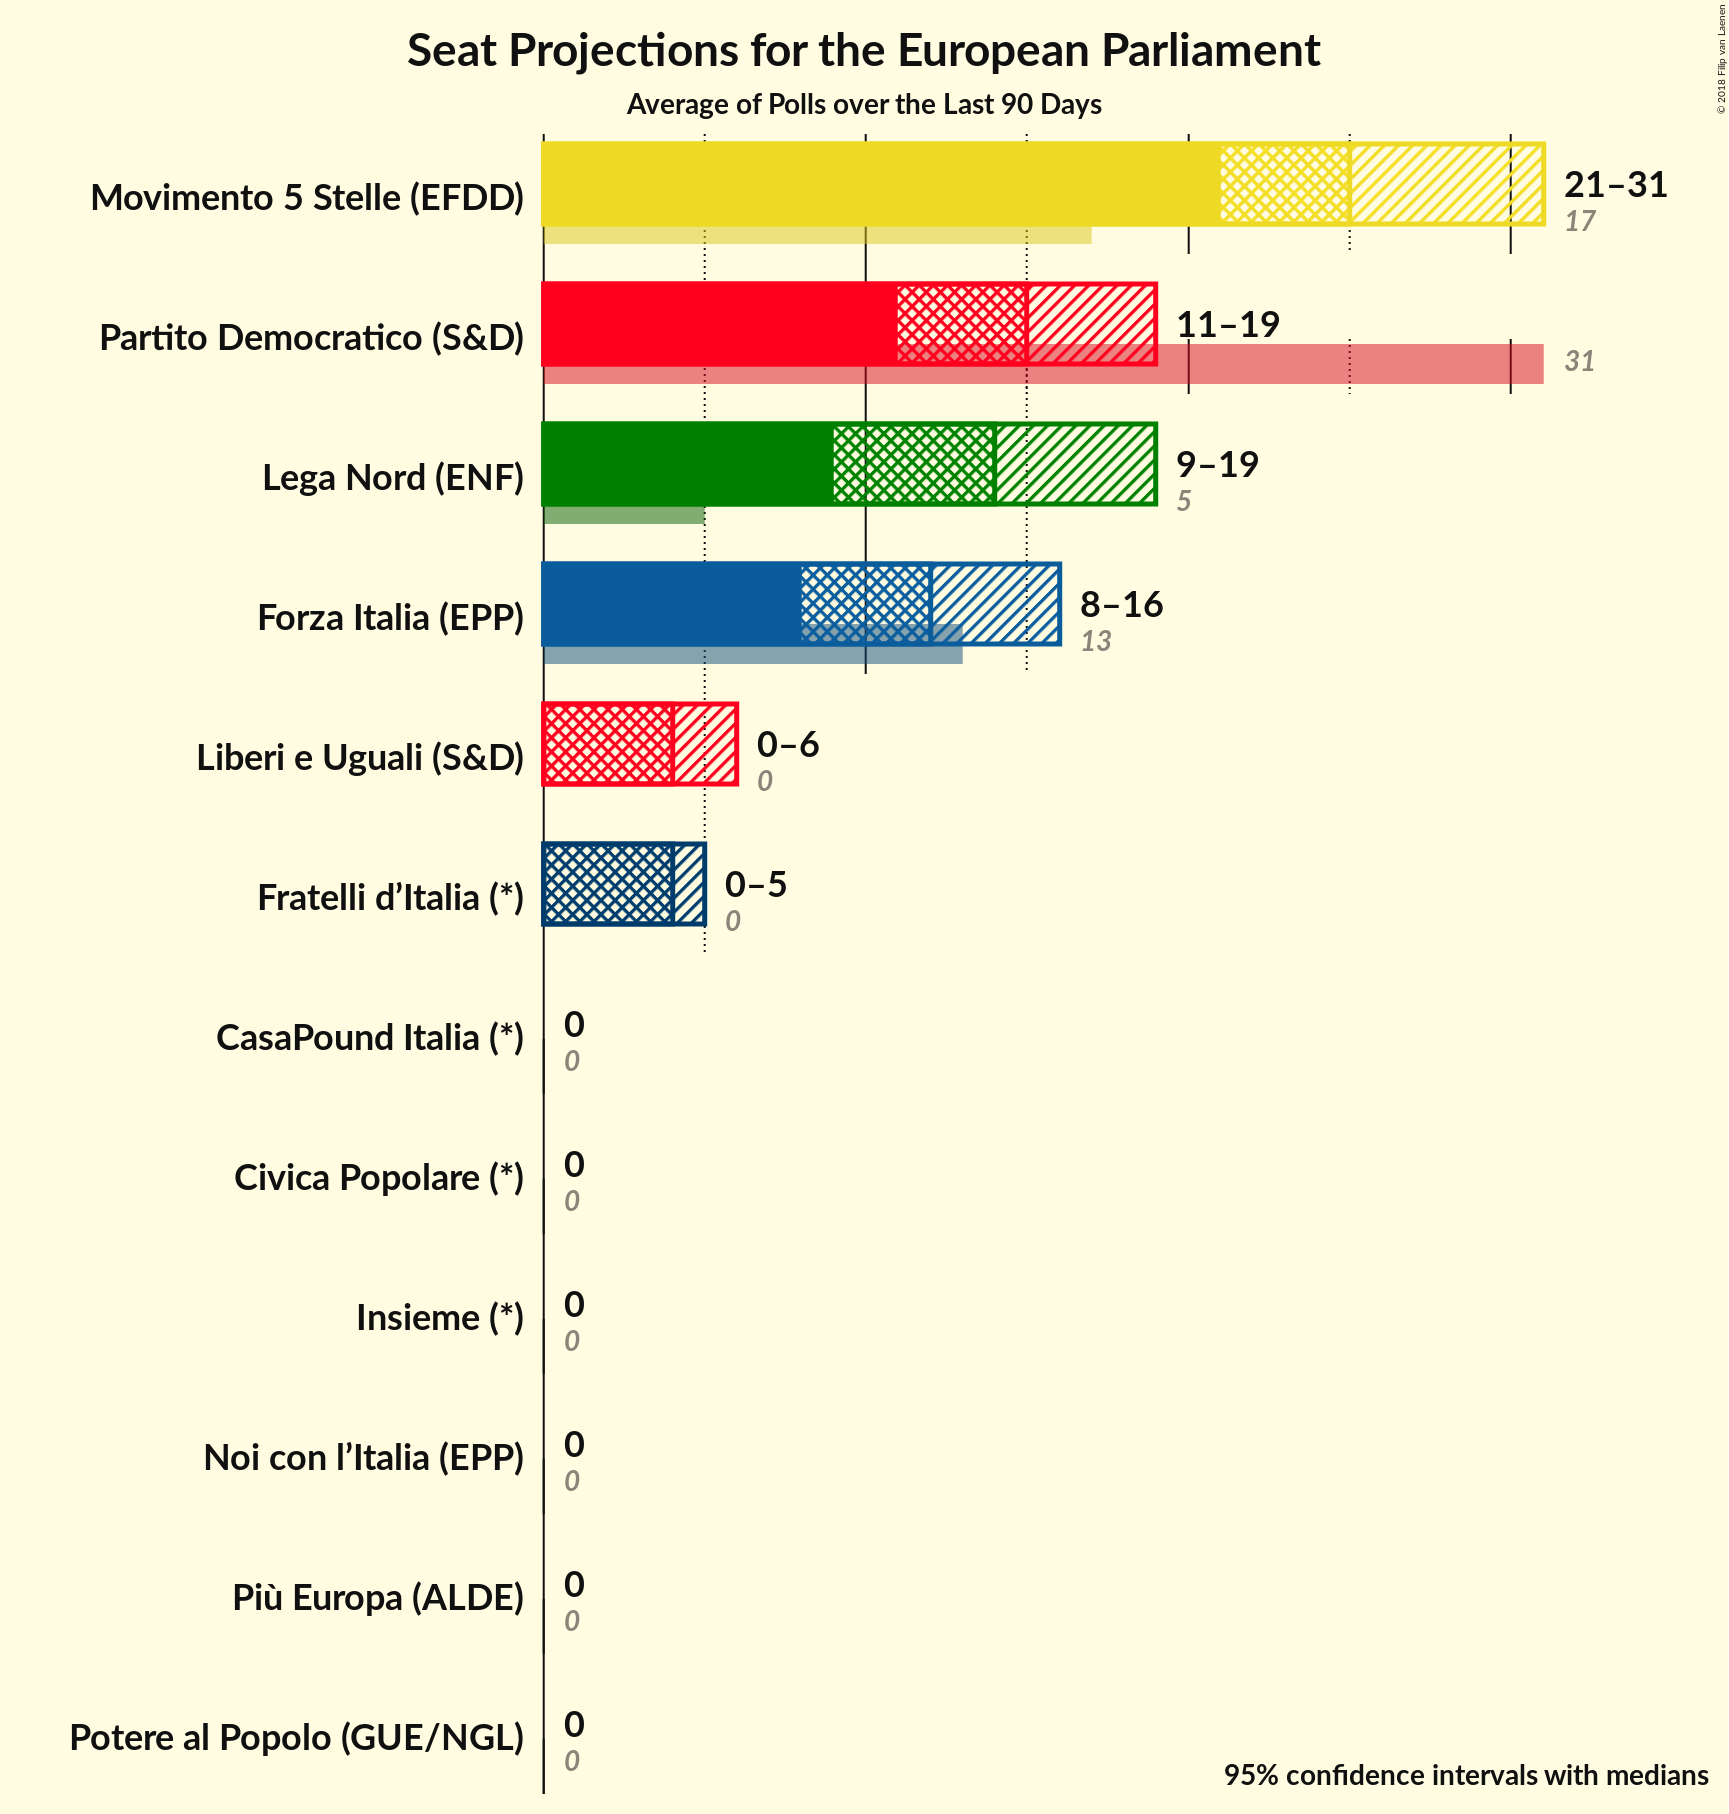 Seat Projections for the European Parliament
Average of Polls over the Last 90 Days
© 2018 Filip van Laenen
Movimento 5 Stelle (EFDD)
21–31
17
Partito Democratico (S&D)
11–19
31
Lega Nord (ENF)
9–19
5
Forza Italia (EPP)
8–16
13
Liberi e Uguali (S&D)
0–6
0
Fratelli d’Italia (*)
0–5
0
CasaPound Italia (*)
0
0
Civica Popolare (*)
0
0
Insieme (*)
0
0
Noi con l’Italia (EPP)
0
0
Più Europa (ALDE)
0
0
Potere al Popolo (GUE/NGL)
0
0
95% confidence intervals with medians